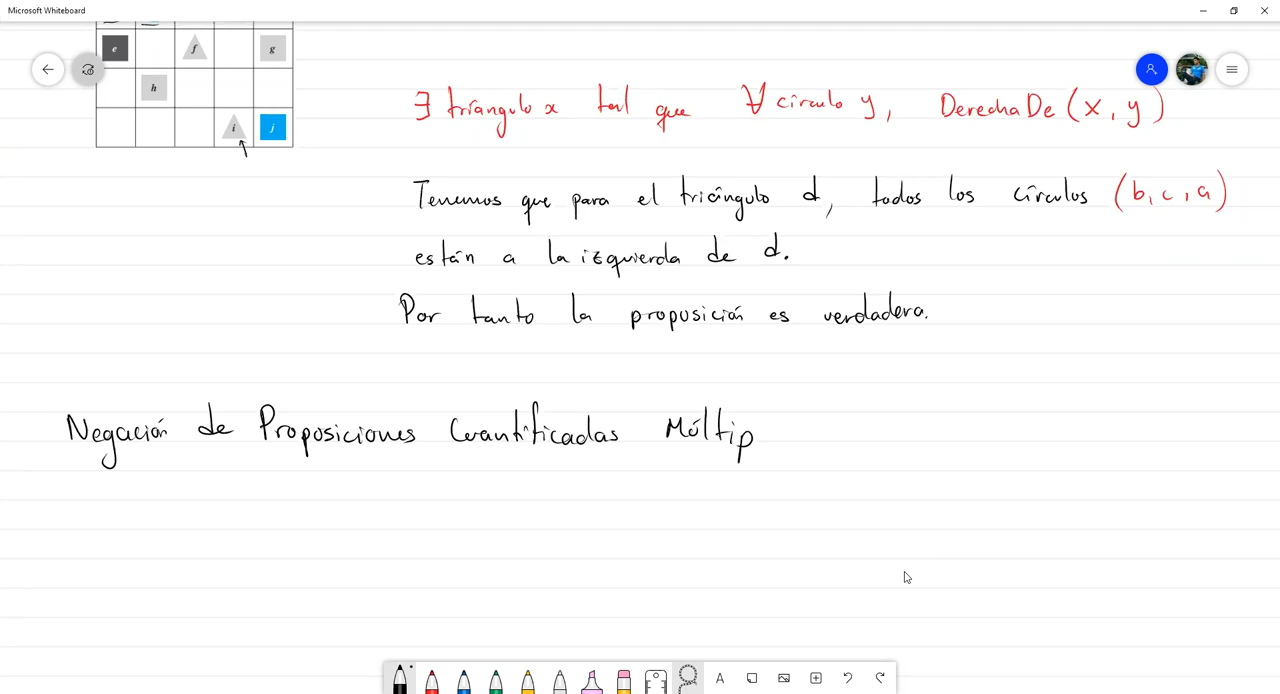 Microsoft Whiteboard
e f g
h
i j
∃ triángulo x tal que ∀ círculo y, DerechaDe (x, y)
Tenemos que para el triángulo d, todos los círculos (b, c, a)
están a la izquierda de d.
Por tanto la proposición es verdadera.
Negación de Proposiciones Cuantificadas Múltip
A